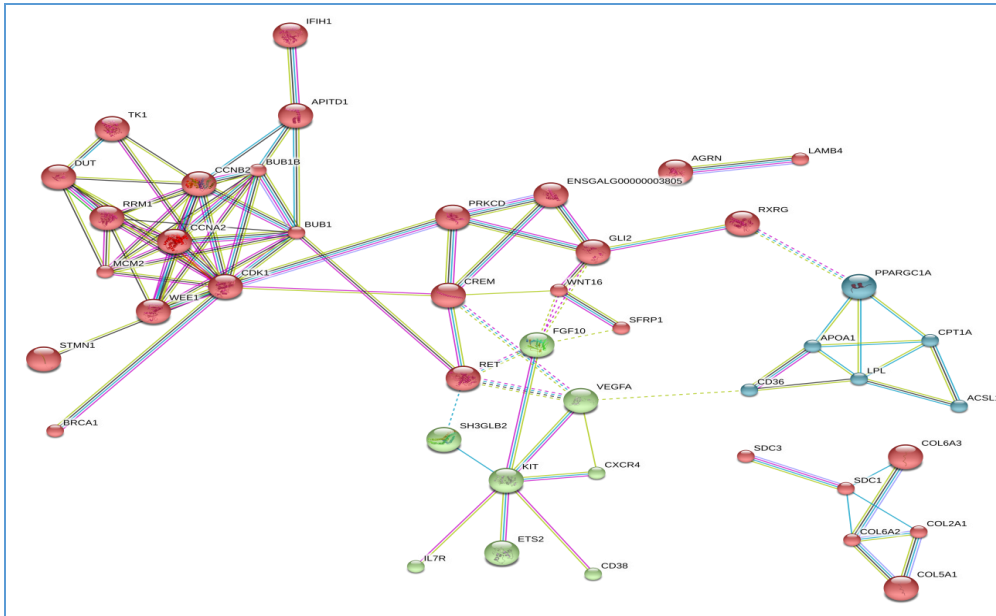 IFIH1
APITD1
TK1
BUB1B
LAMB4
DUT
CCNB2
AGRN
ENSGALG00000003805
RRM1
PRKCD
RXRG
CCNA2
BUB1
GLI2
MCM2
CDK1
PPARGC1A
WEE1
CREM
WNT16
SFRP1
FGF10
CPT1A
APOA1
STMN1
RET
LPL
CD36
VEGFA
ACSL1
BRCA1
SH3GLB2
COL6A3
SDC3
KIT
CXCR4
SDC1
COL2A1
COL6A2
ETS2
IL7R
CD38
COL5A1